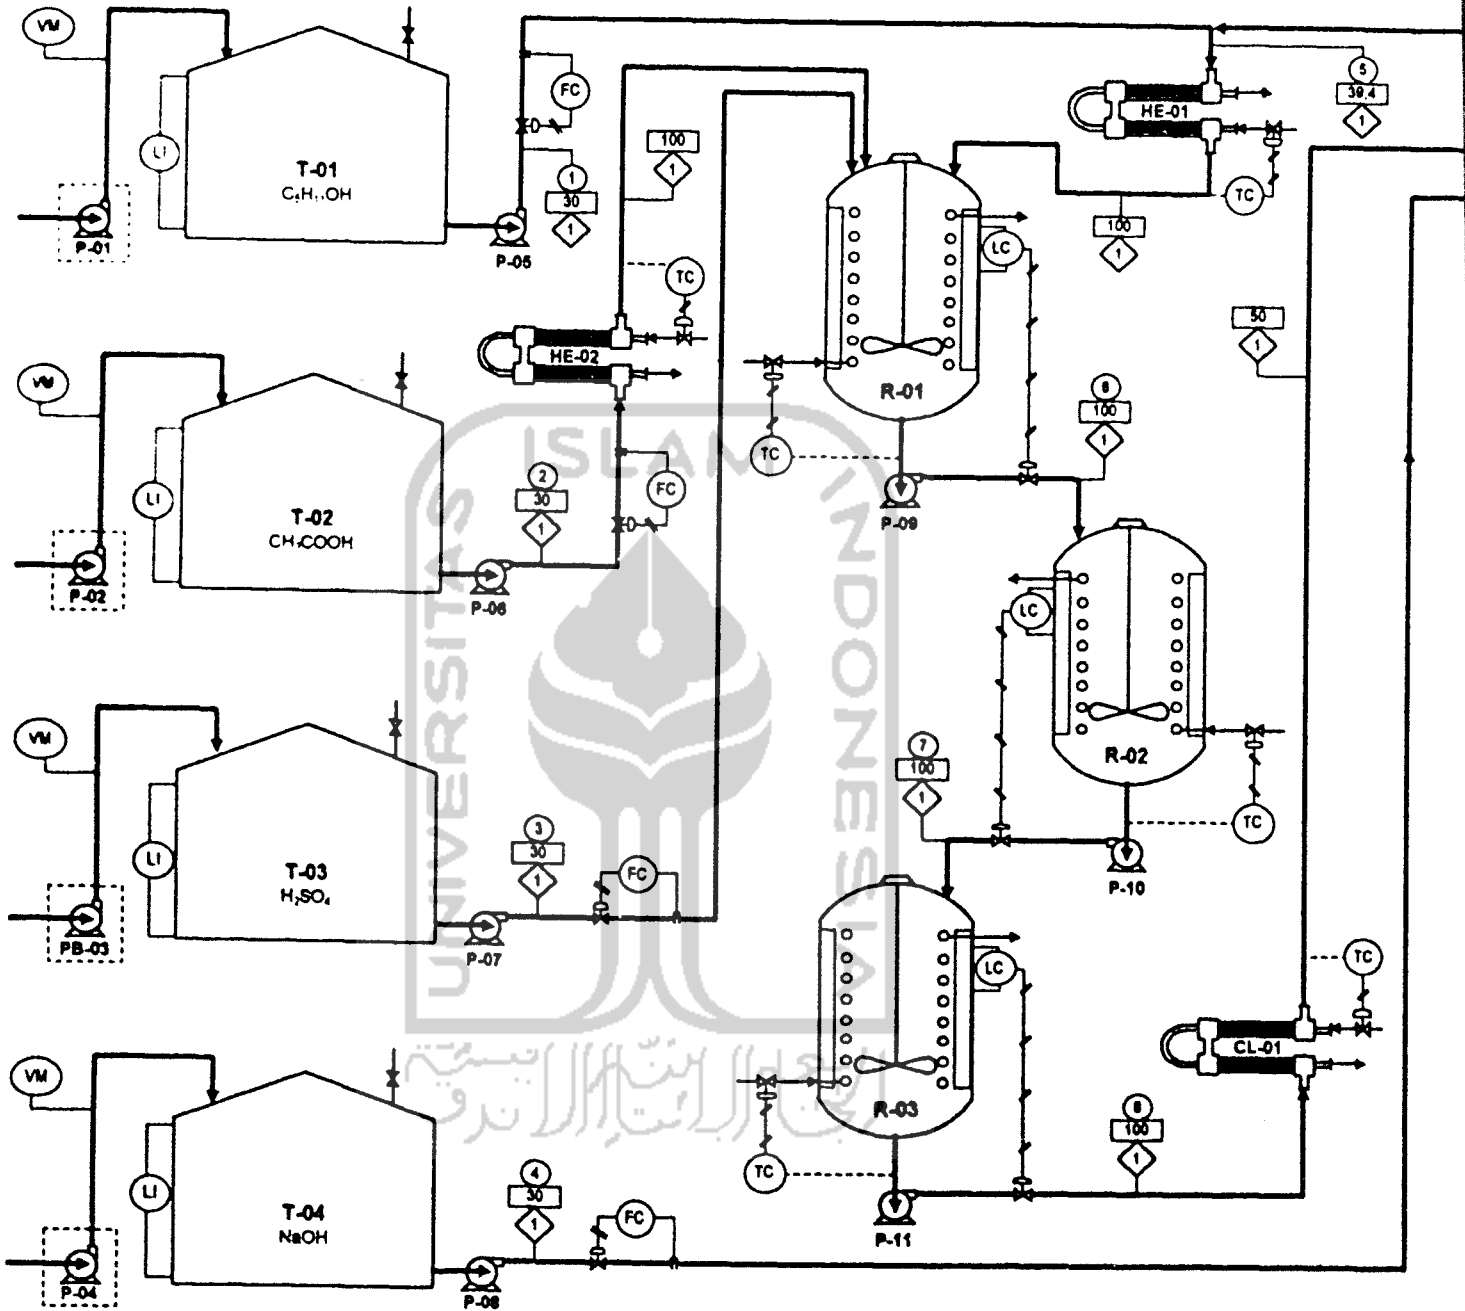 VM
P-01
LI
T-01
P-05
FC
1
30
1
100
1
TC
HE-02
HE-01
5
39,4
1
TC
100
1
R-01
LC
TC
P-09
6
100
1
50
1
VM
P-02
LI
T-02
CH₃COOH
P-06
2
30
1
FC
R-02
LC
TC
P-10
7
100
1
VM
PB-03
LI
T-03
H₂SO₄
P-07
3
30
1
FC
R-03
LC
TC
P-11
TC
CL-01
100
1
VM
P-04
LI
T-04
NaOH
P-08
4
30
1
FC
UNIVERSITAS
ISLAM
INDONESIA